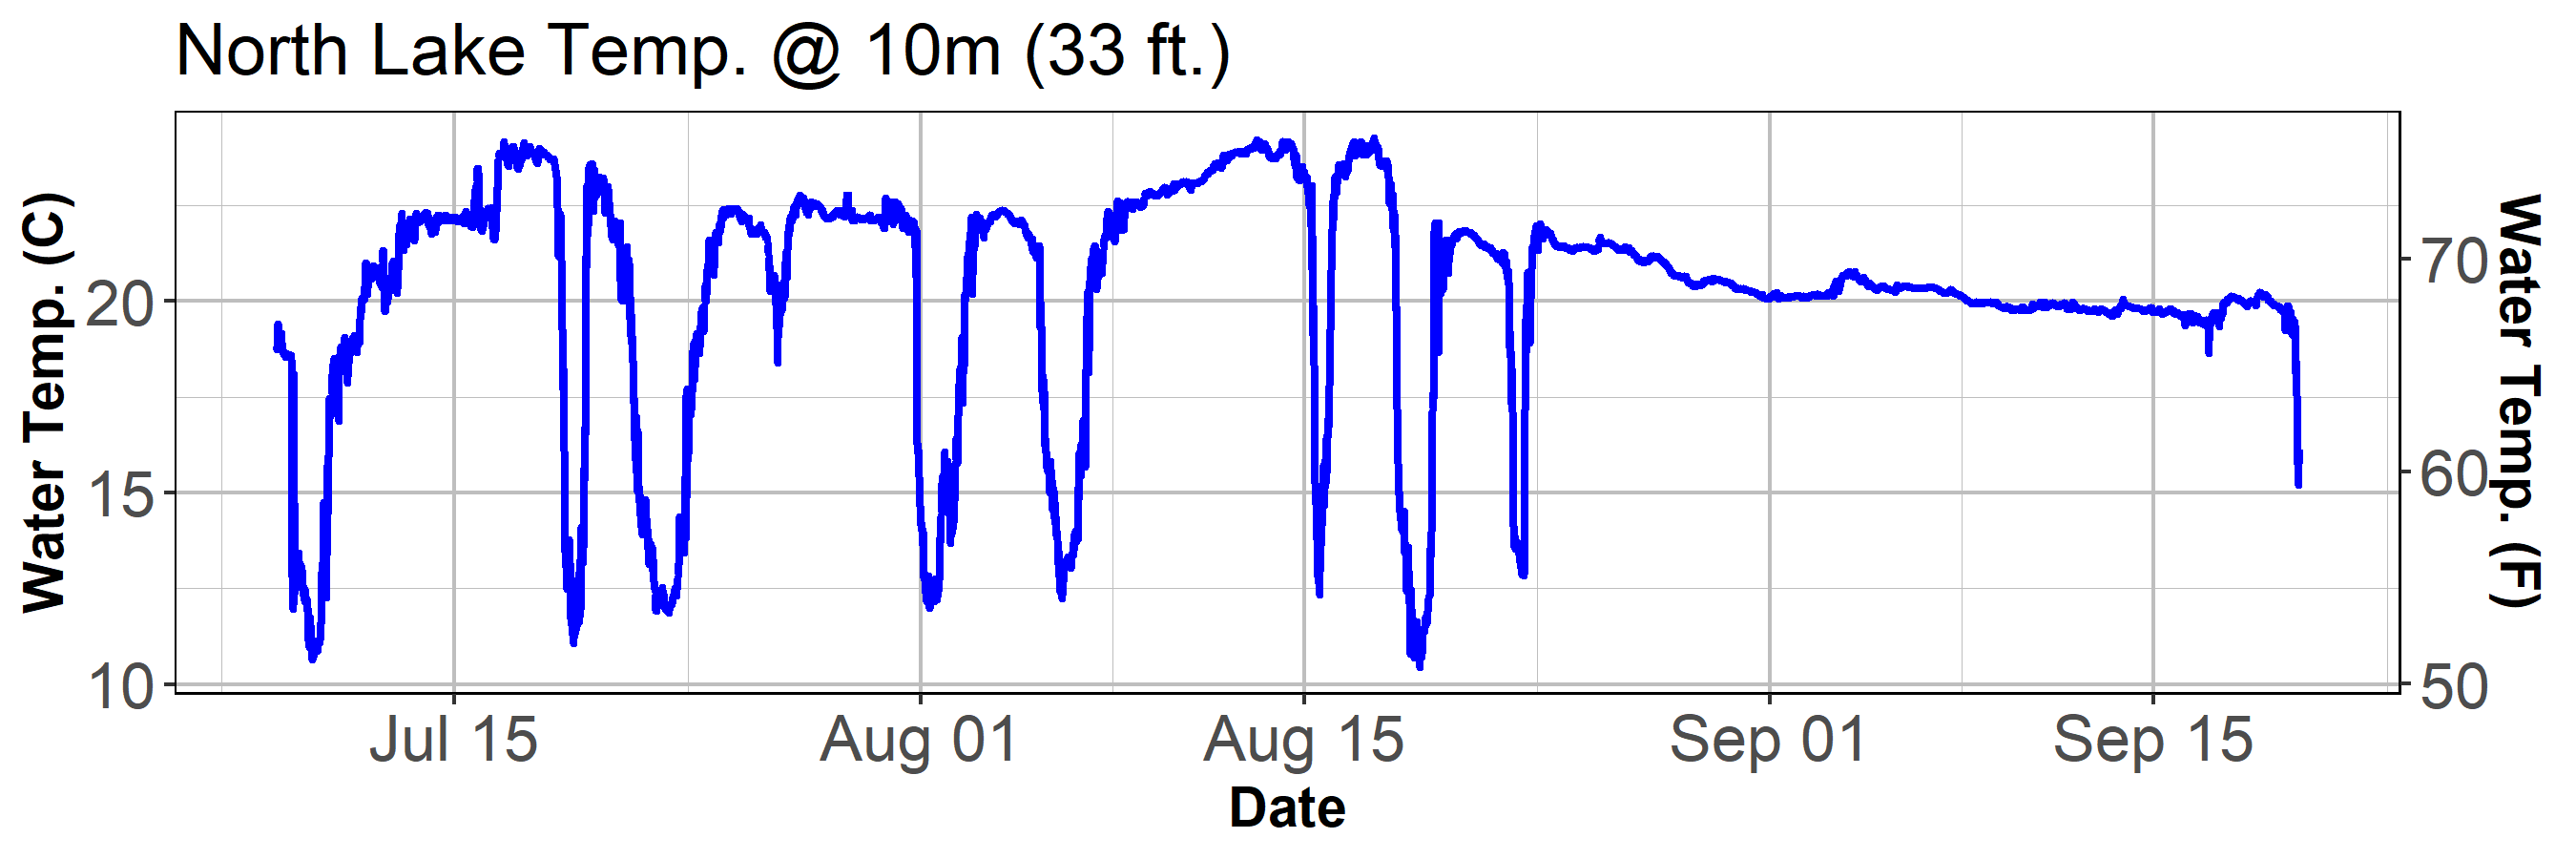 North Lake Temp. @ 10m (33 ft.)
Water Temp. (C)
20
15
10
70
60
50
Water Temp. (F)
Jul 15 Aug 01 Aug 15 Sep 01 Sep 15
Date